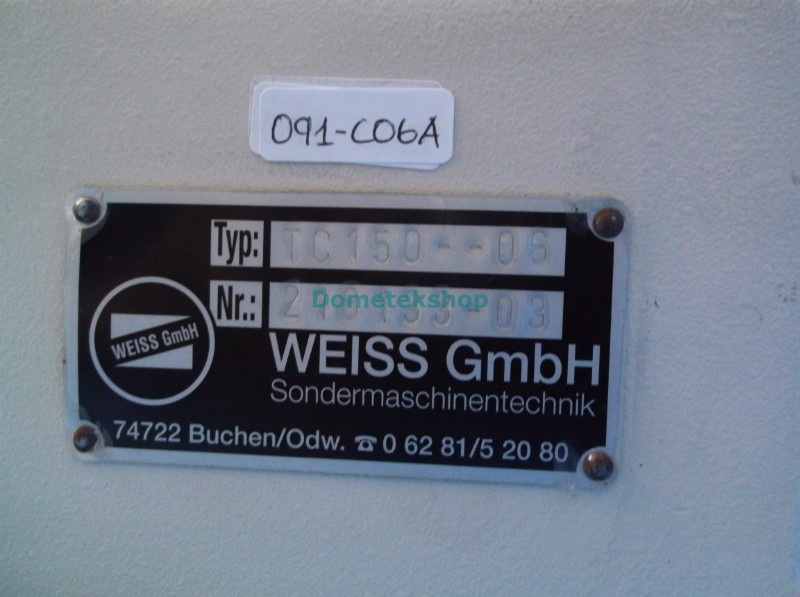 091-C06A
Typ: TC150--06
Nr.:
Dometekshop
WEISS GmbH
WEISS GmbH
Sondermaschinentechnik
74722 Buchen/Odw. ☎ 0 62 81/5 20 80